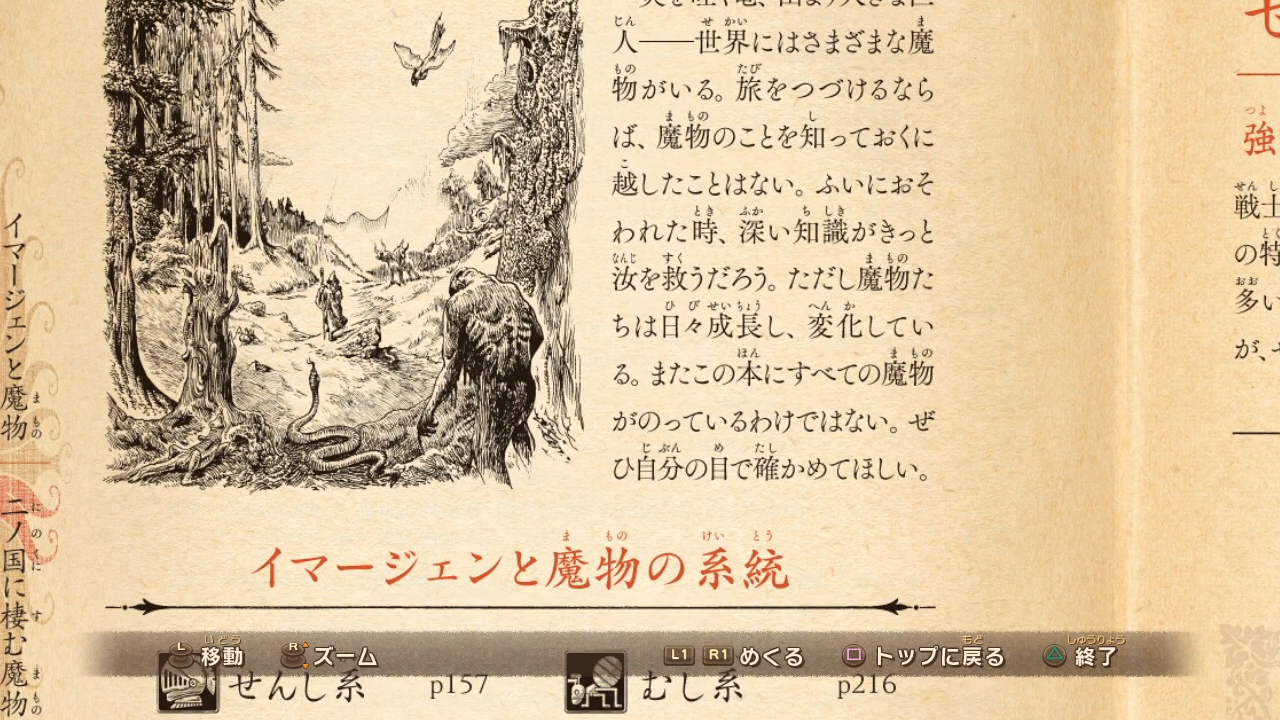 人――世界にはさまざまな魔
物がいる。旅をつづけるなら
ば、魔物のことを知っておくに
越したことはない。ふいにおそ
われた時、深い知識がきっと
汝を救うだろう。ただし魔物た
ちは日々成長し、変化してい
る。またこの本にすべての魔物
がのっているわけではない。ぜ
ひ自分の目で確かめてほしい。
イマージェンと魔物の系統
せんし系 p157
むし系 p216
イマージェンと魔物
二ノ国に棲む魔物
強
戦士
の特
多い
が、
L 移動 R ズーム L1 R1 めくる トップに戻る 終了